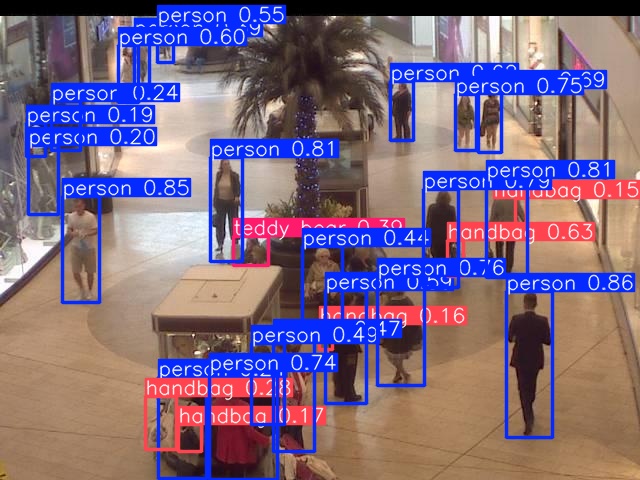 person 0.55
person 0.60
person
person 0.75
person 0.24
person 0.19
person 0.20
person 0.81
person 0.81
person 0.85
handbag 0.15
teddy bear 0.39
handbag 0.63
person 0.44
person 0.76
person 0.86
handbag 0.16
person 0.49
person 0.74
handbag 0.28
handbag 0.17